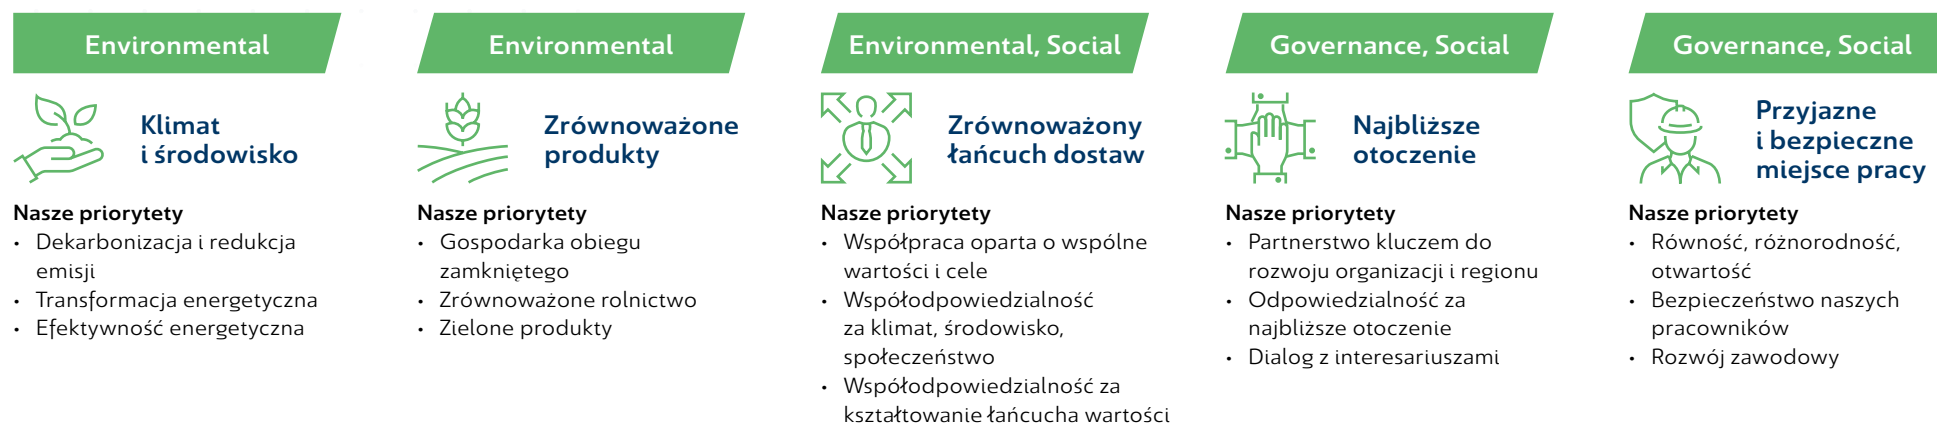 Environmental
Klimat
i środowisko
Nasze priorytety
• Dekarbonizacja i redukcja
emisji
• Transformacja energetyczna
• Efektywność energetyczna
Environmental
Zrównoważone
produkty
Nasze priorytety
• Gospodarka obiegu
zamkniętego
• Zrównoważone rolnictwo
• Zielone produkty
Environmental, Social
Zrównoważony
łańcuch dostaw
Nasze priorytety
• Współpraca oparta o wspólne
wartości i cele
• Współodpowiedzialność
za klimat, środowisko,
społeczeństwo
• Współodpowiedzialność za
kształtowanie łańcucha wartości
Governance, Social
Najbliższe
otoczenie
Nasze priorytety
• Partnerstwo kluczem do
rozwoju organizacji i regionu
• Odpowiedzialność za
najbliższe otoczenie
• Dialog z interesariuszami
Governance, Social
Przyjazne
i bezpieczne
miejsce pracy
Nasze priorytety
• Równość, różnorodność,
otwartość
• Bezpieczeństwo naszych
pracowników
• Rozwój zawodowy